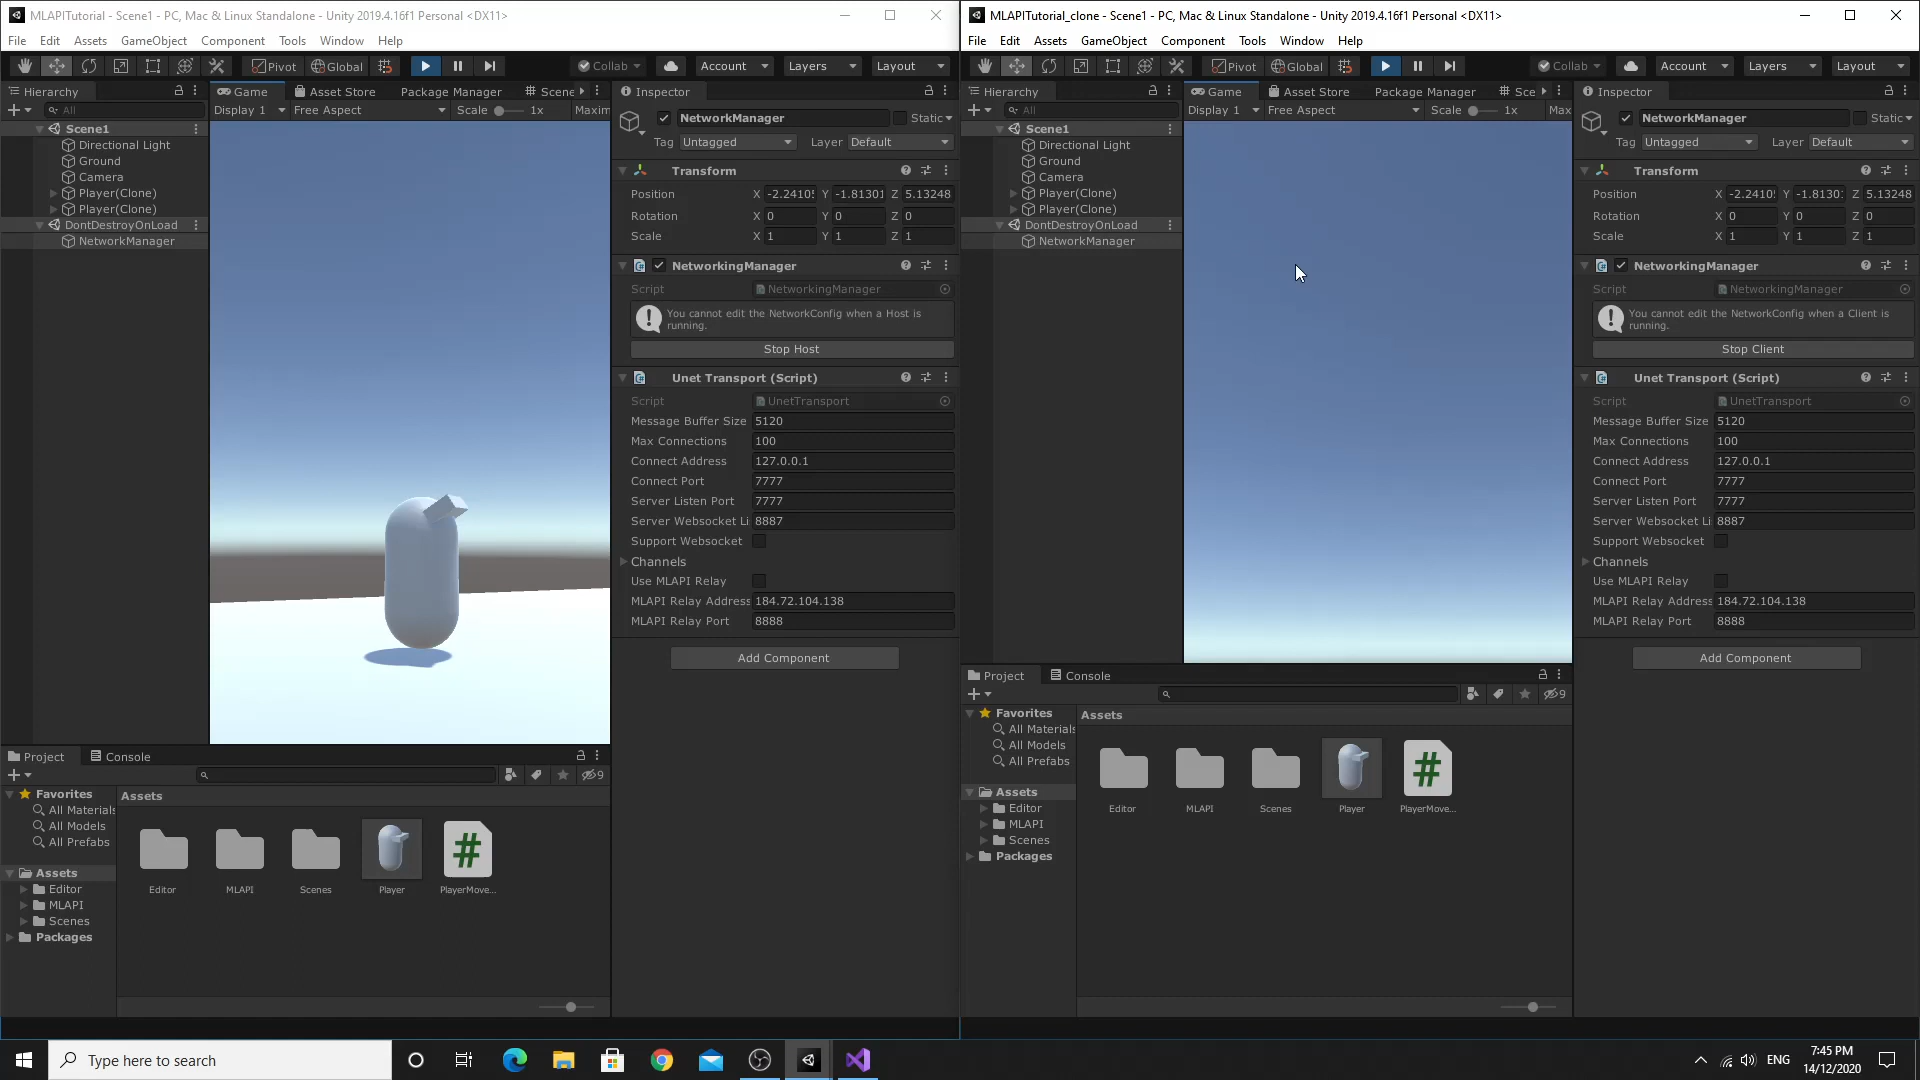 MLAPITutorial - Scene1 - PC, Mac & Linux Standalone - Unity 2019.4.16f1 Personal <DX11>
File Edit Assets GameObject Component Tools Window Help
Pivot Global Collab Account Layers Layout
Hierarchy
All
Scene1
Directional Light
Ground
Camera
Player(Clone)
Player(Clone)
DontDestroyOnLoad
NetworkManager
Game Asset Store Package Manager Scene
Display 1 Free Aspect Scale 1x Maxim
Inspector
NetworkManager Static
Tag Untagged Layer Default
Transform
Position X -2.2410 Y -1.8130 Z 5.13248
Rotation X 0 Y 0 Z 0
Scale X 1 Y 1 Z 1
NetworkingManager
Script NetworkingManager
You cannot edit the NetworkConfig when a Host is
running.
Stop Host
Unet Transport (Script)
Script UnetTransport
Message Buffer Size 5120
Max Connections 100
Connect Address 127.0.0.1
Connect Port 7777
Server Listen Port 7777
Server Websocket Li 8887
Support Websocket
Channels
Use MLAPI Relay
MLAPI Relay Address 184.72.104.138
MLAPI Relay Port 8888
Add Component
Project Console
9
Favorites
All Materials
All Models
All Prefabs
Assets
Editor
MLAPI
Scenes
Packages
Assets
Editor MLAPI Scenes Player PlayerMove...
MLAPITutorial_clone - Scene1 - PC, Mac & Linux Standalone - Unity 2019.4.16f1 Personal <DX11>
File Edit Assets GameObject Component Tools Window Help
Pivot Global Collab Account Layers Layout
Hierarchy
All
Scene1
Directional Light
Ground
Camera
Player(Clone)
Player(Clone)
DontDestroyOnLoad
NetworkManager
Game Asset Store Package Manager Sce
Display 1 Free Aspect Scale 1x Max
Inspector
NetworkManager Static
Tag Untagged Layer Default
Transform
Position X -2.2410 Y -1.8130 Z 5.13248
Rotation X 0 Y 0 Z 0
Scale X 1 Y 1 Z 1
NetworkingManager
Script NetworkingManager
You cannot edit the NetworkConfig when a Client is
running.
Stop Client
Unet Transport (Script)
Script UnetTransport
Message Buffer Size 5120
Max Connections 100
Connect Address 127.0.0.1
Connect Port 7777
Server Listen Port 7777
Server Websocket Li 8887
Support Websocket
Channels
Use MLAPI Relay
MLAPI Relay Address 184.72.104.138
MLAPI Relay Port 8888
Add Component
Project Console
9
Favorites
All Materials
All Models
All Prefabs
Assets
Editor
MLAPI
Scenes
Packages
Assets
Editor MLAPI Scenes Player PlayerMove...
Type here to search
ENG
7:45 PM
14/12/2020